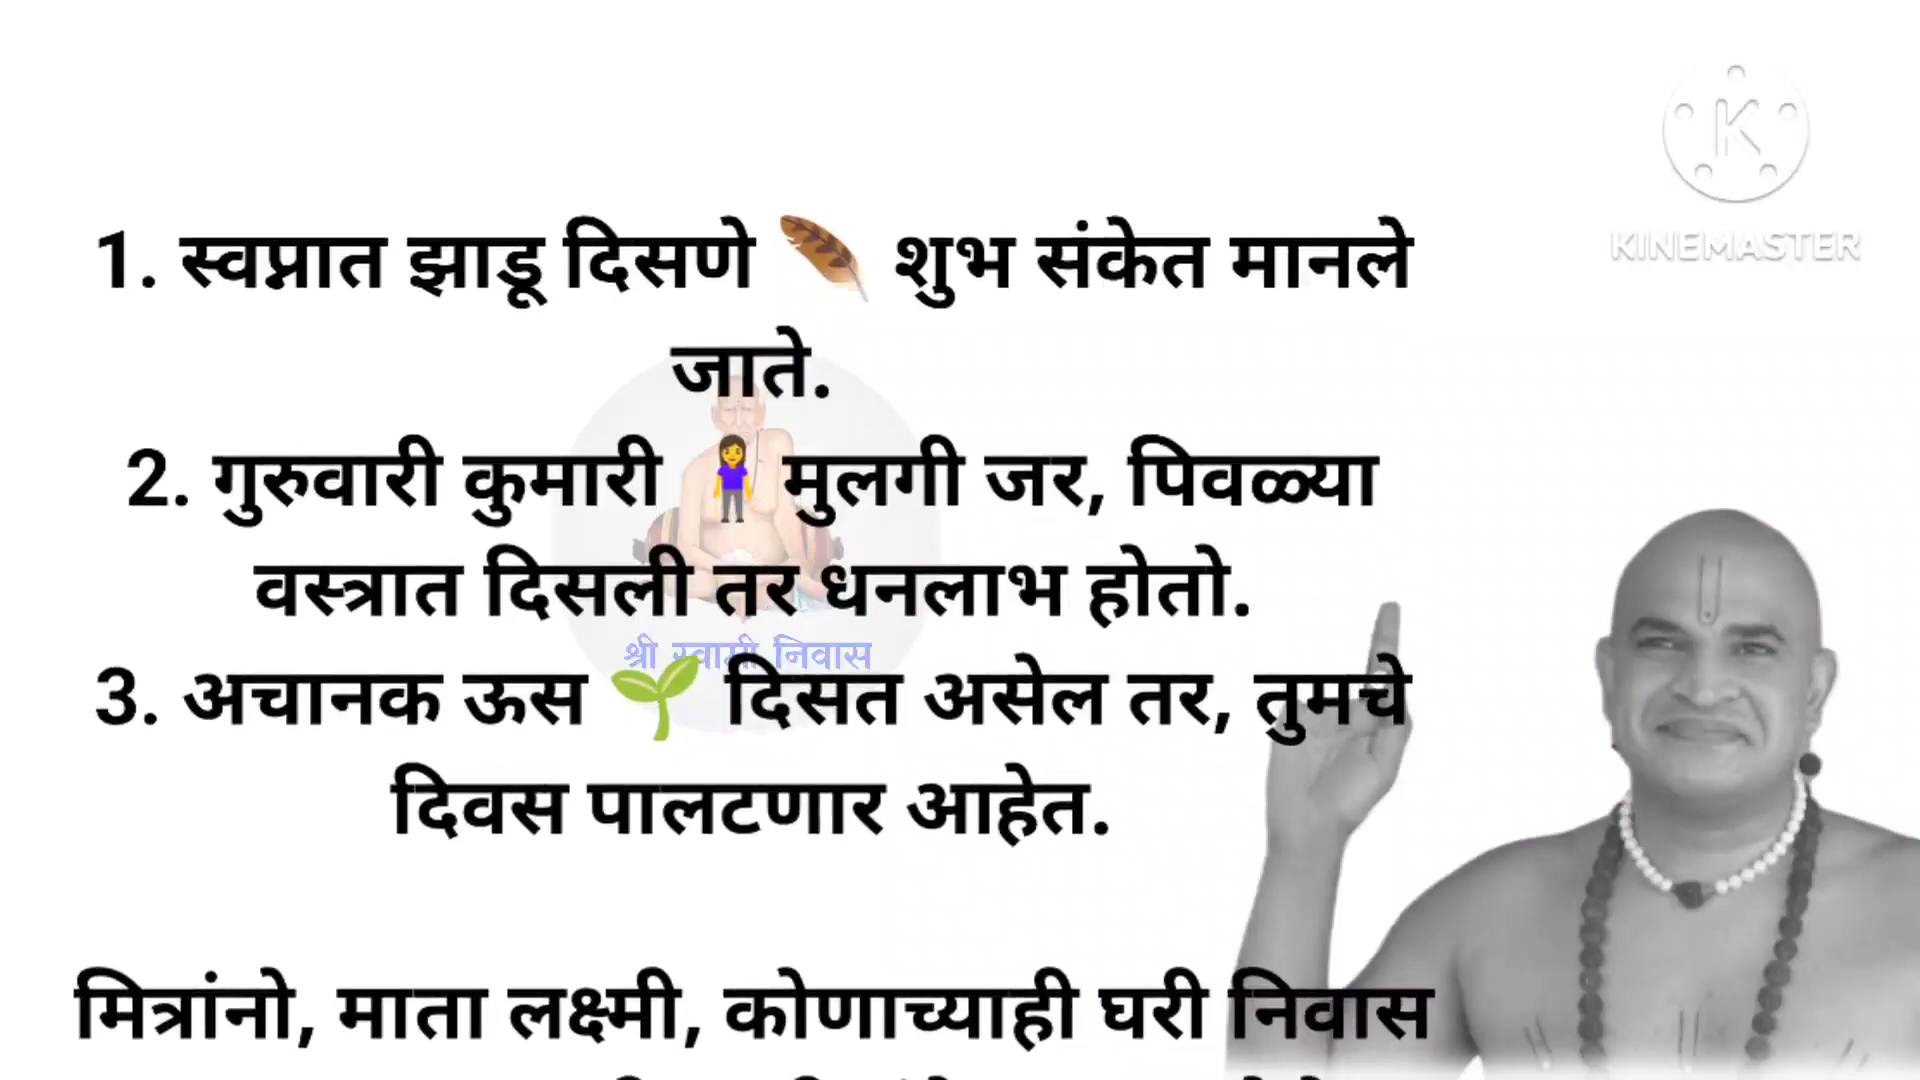 KINEMASTER
1. स्वप्नात झाडू दिसणे 🪶 शुभ संकेत मानले
जाते.
2. गुरुवारी कुमारी 🧍‍♀️ मुलगी जर, पिवळ्या
वस्त्रात दिसली तर धनलाभ होतो.
श्री स्वामी निवास
3. अचानक ऊस 🌱 दिसत असेल तर, तुमचे
दिवस पालटणार आहेत.
मित्रांनो, माता लक्ष्मी, कोणाच्याही घरी निवास